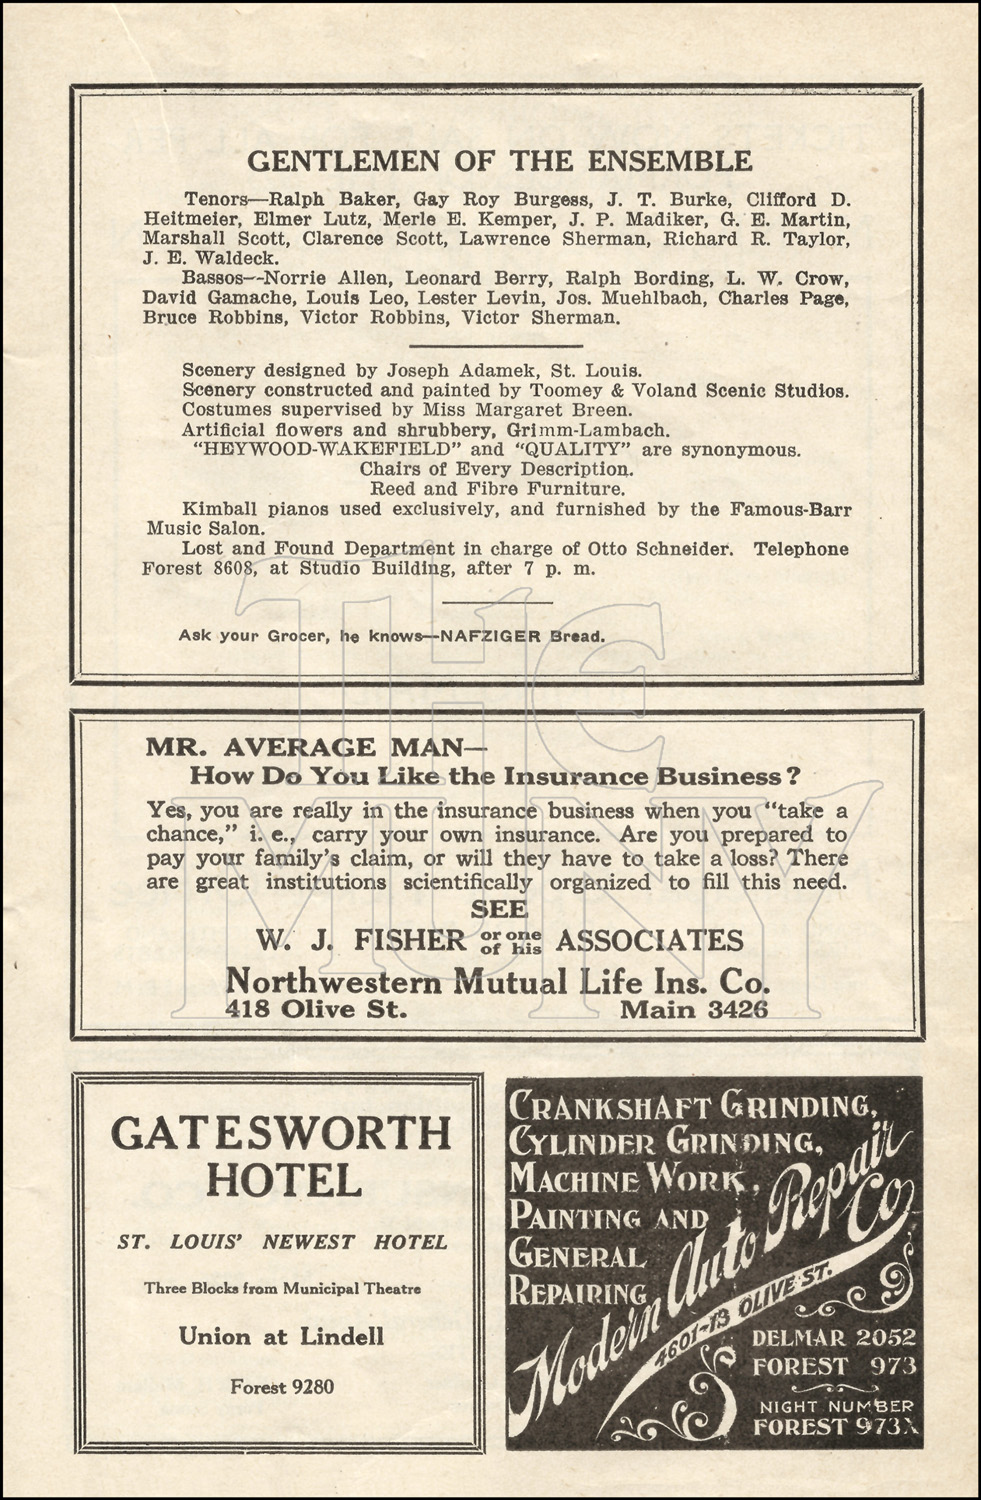 GENTLEMEN OF THE ENSEMBLE
Tenors—Ralph Baker, Gay Roy Burgess, J. T. Burke, Clifford D.
Heitmeier, Elmer Lutz, Merle E. Kemper, J. P. Madiker, G. E. Martin,
Marshall Scott, Clarence Scott, Lawrence Sherman, Richard R. Taylor,
J. E. Waldeck.
Bassos—Norrie Allen, Leonard Berry, Ralph Bording, L. W. Crow,
David Gamache, Louis Leo, Lester Levin, Jos. Muehlbach, Charles Page,
Bruce Robbins, Victor Robbins, Victor Sherman.
Scenery designed by Joseph Adamek, St. Louis.
Scenery constructed and painted by Toomey & Voland Scenic Studios.
Costumes supervised by Miss Margaret Breen.
Artificial flowers and shrubbery, Grimm-Lambach.
"HEYWOOD-WAKEFIELD" and "QUALITY" are synonymous.
Chairs of Every Description.
Reed and Fibre Furniture.
Kimball pianos used exclusively, and furnished by the Famous-Barr
Music Salon.
Lost and Found Department in charge of Otto Schneider. Telephone
Forest 8608, at Studio Building, after 7 p. m.
Ask your Grocer, he knows—NAFZIGER Bread.
THE
MUNY
MR. AVERAGE MAN—
How Do You Like the Insurance Business?
Yes, you are really in the insurance business when you "take a
chance," i. e., carry your own insurance. Are you prepared to
pay your family's claim, or will they have to take a loss? There
are great institutions scientifically organized to fill this need.
SEE
W. J. FISHER or one of his ASSOCIATES
Northwestern Mutual Life Ins. Co.
418 Olive St. Main 3426
GATESWORTH
HOTEL
ST. LOUIS' NEWEST HOTEL
Three Blocks from Municipal Theatre
Union at Lindell
Forest 9280
CRANKSHAFT GRINDING,
CYLINDER GRINDING,
MACHINE WORK,
PAINTING AND
GENERAL
REPAIRING
Modern Auto Repair Co.
4601-13 OLIVE ST.
DELMAR 2052
FOREST 973
NIGHT NUMBER
FOREST 973X